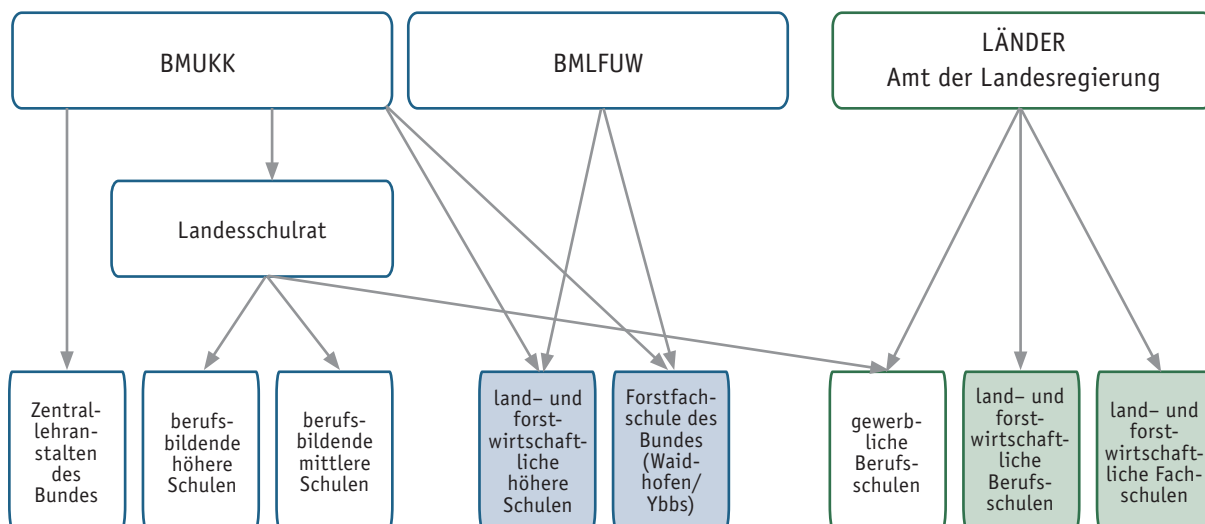 BMUKK
BMLFUW
LÄNDER
Amt der Landesregierung
Landesschulrat
Zentral-
lehran-
stalten
des
Bundes
berufs-
bildende
höhere
Schulen
berufs-
bildende
mittlere
Schulen
land– und
forst-
wirtschaft-
liche
höhere
Schulen
Forstfach-
schule des
Bundes
(Waid-
hofen/
Ybbs)
gewerb-
liche
Berufs-
schulen
land– und
forst-
wirtschaft-
liche
Berufs-
schulen
land– und
forst-
wirtschaft-
liche Fach-
schulen